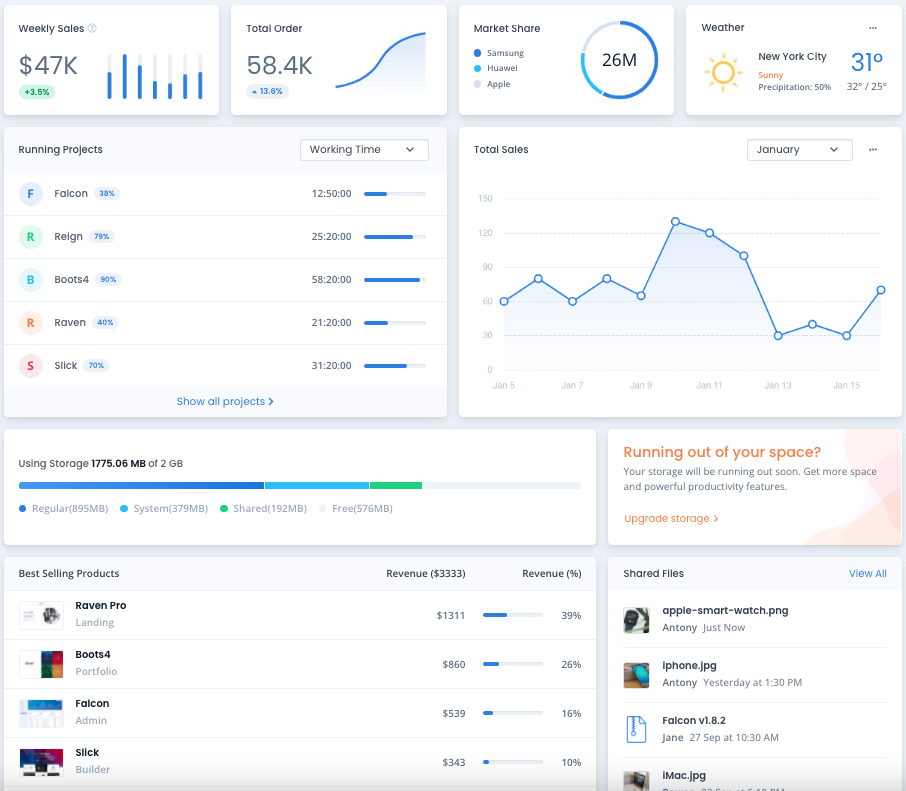 Weekly Sales ?
$47K
+3.5%
Total Order
58.4K
13.6%
Market Share
Samsung
Huawei
Apple
26M
Weather
New York City
Sunny
Precipitation: 50%
31°
32° / 25°
Running Projects
Working Time
F Falcon 38% 12:50:00
R Reign 79% 25:20:00
B Boots4 90% 58:20:00
R Raven 40% 21:20:00
S Slick 70% 31:20:00
Show all projects
Total Sales
January
150
120
90
60
30
0
Jan 5 Jan 7 Jan 9 Jan 11 Jan 13 Jan 15
Using Storage 1775.06 MB of 2 GB
Regular(895MB) System(379MB) Shared(192MB) Free(576MB)
Running out of your space?
Your storage will be running out soon. Get more space
and powerful productivity features.
Upgrade storage
Best Selling Products Revenue ($3333) Revenue (%)
Raven Pro
Landing
$1311 39%
Boots4
Portfolio
$860 26%
Falcon
Admin
$539 16%
Slick
Builder
$343 10%
Shared Files View All
apple-smart-watch.png
Antony Just Now
iphone.jpg
Antony Yesterday at 1:30 PM
Falcon v1.8.2
Jane 27 Sep at 10:30 AM
iMac.jpg